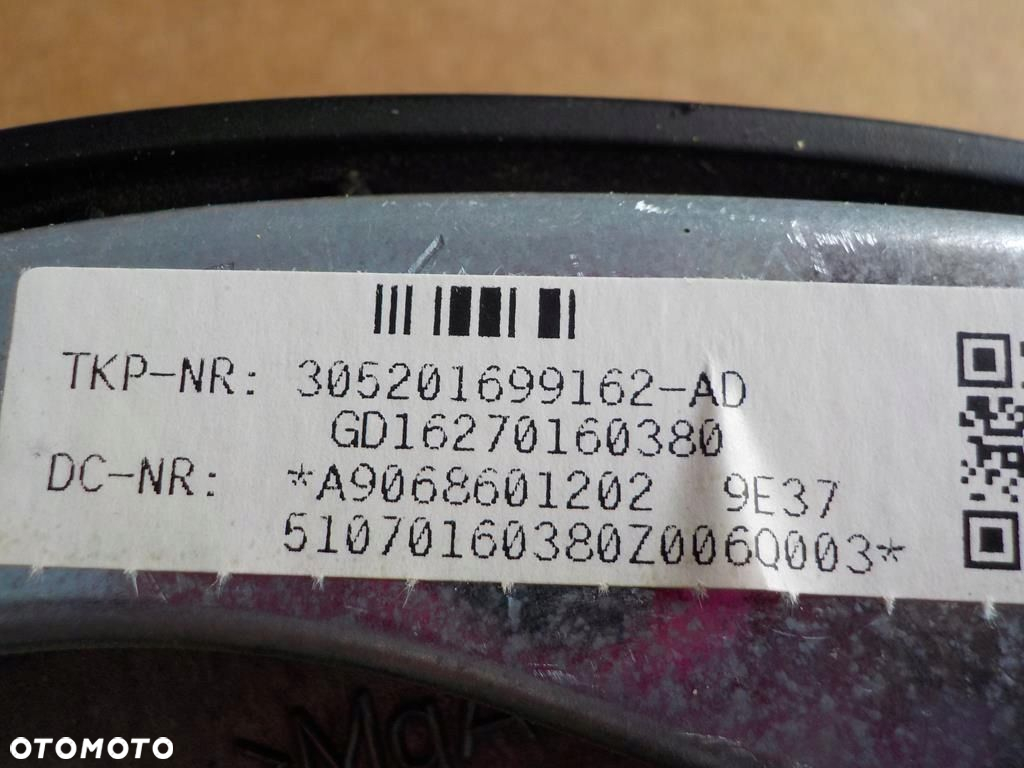 TKP-NR: 305201699162-AD
GD16270160380
DC-NR: *A9068601202 9E37
51070160380Z006Q003*
OTOMOTO